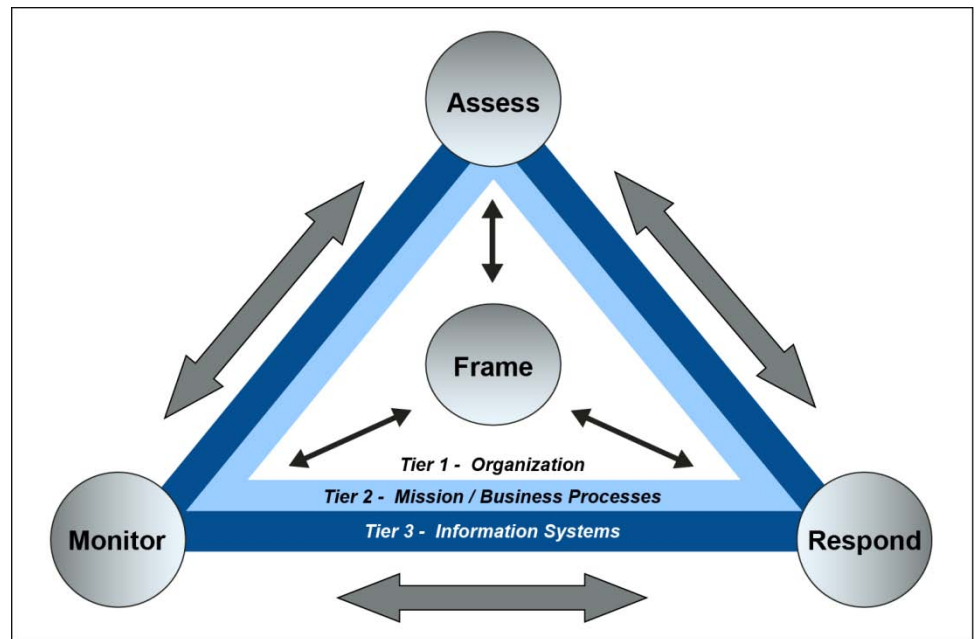 Assess
Frame
Tier 1 - Organization
Tier 2 - Mission / Business Processes
Monitor
Tier 3 - Information Systems
Respond